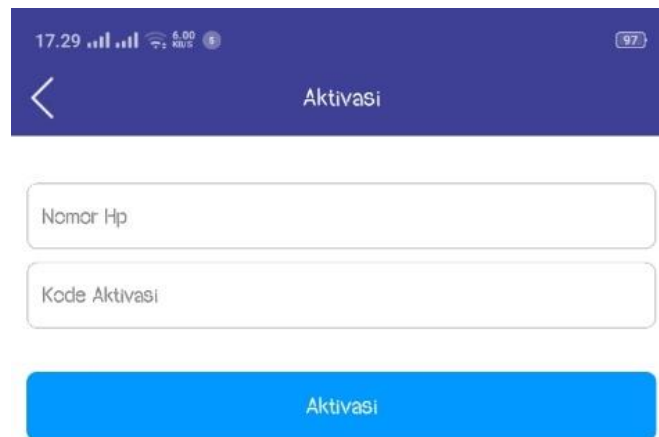 17.29 6.00 KB/S 97
Aktivasi
Nomor Hp
Kode Aktivasi
Aktivasi